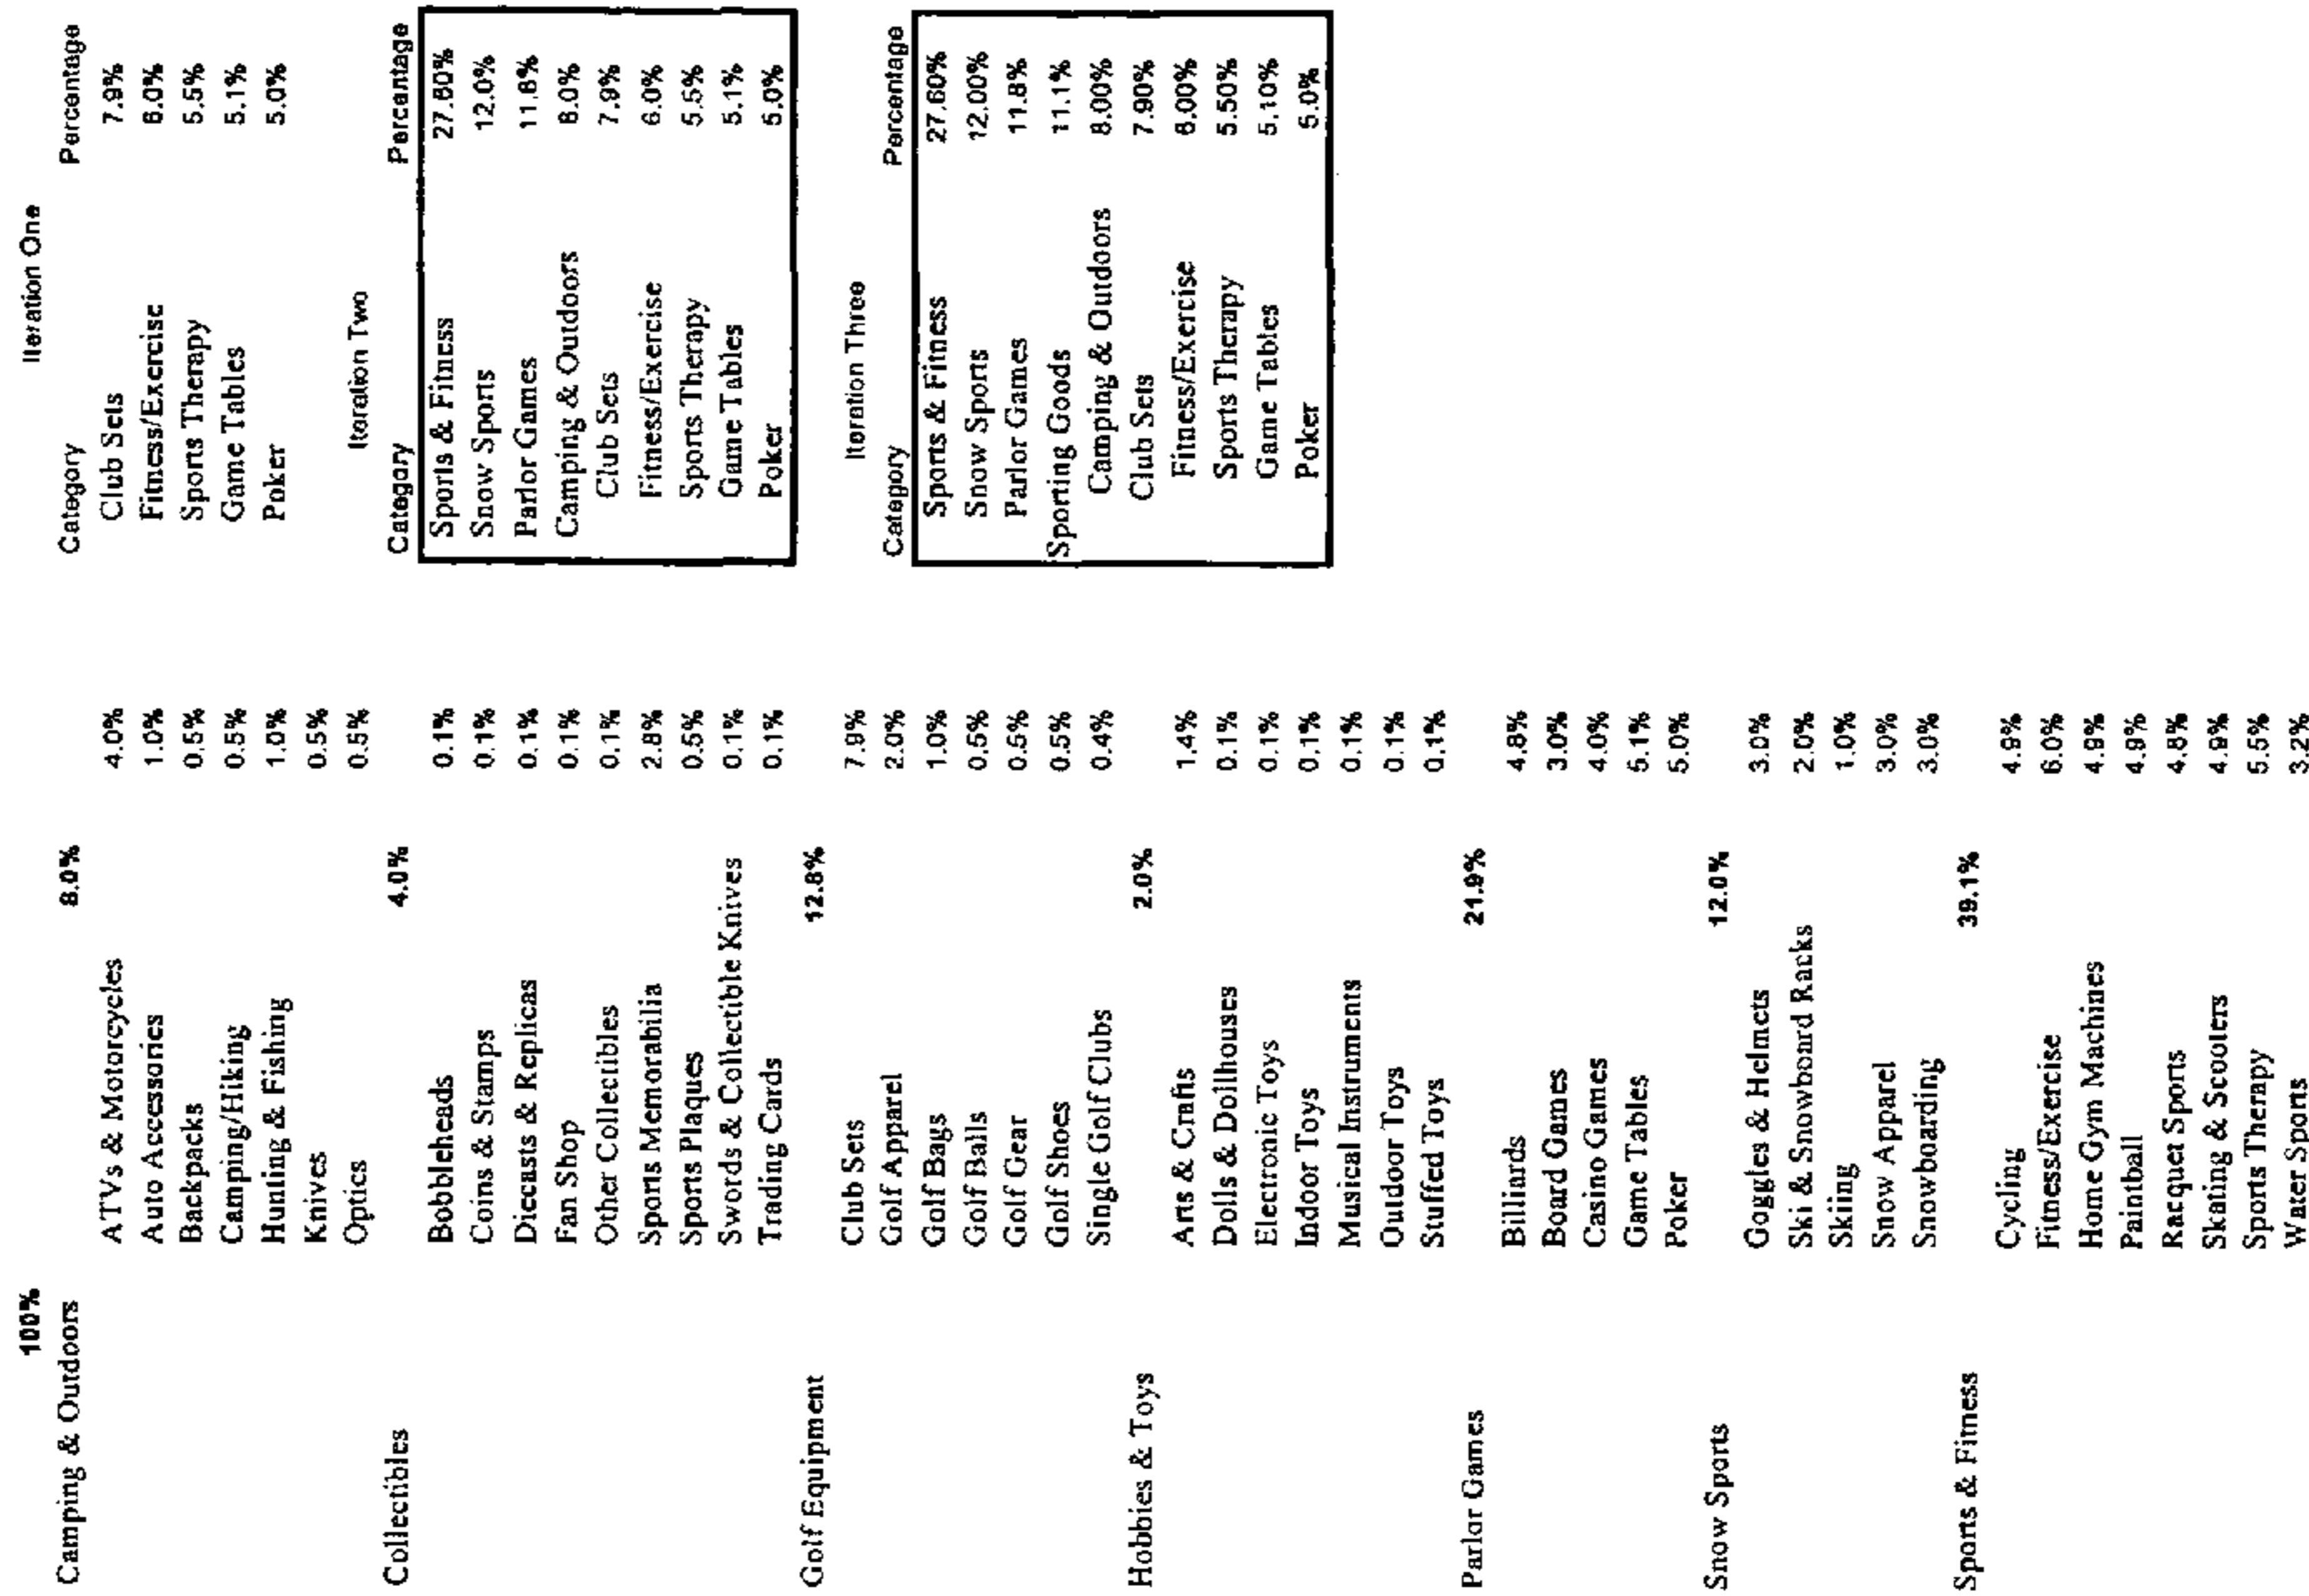 100%
Camping & Outdoors 8.0%
ATVs & Motorcycles 4.0%
Auto Accessories 1.0%
Backpacks 0.5%
Camping/Hiking 0.5%
Hunting & Fishing 1.0%
Knives 0.5%
Optics 0.5%
Collectibles 4.0%
Bobbleheads 0.1%
Coins & Stamps 0.1%
Diecasts & Replicas 0.1%
Fan Shop 0.1%
Other Collectibles 0.1%
Sports Memorabilia 2.8%
Sports Plaques 0.5%
Swords & Collectible Knives 0.1%
Trading Cards 0.1%
Golf Equipment 12.8%
Club Sets 7.9%
Golf Apparel 2.0%
Golf Bags 1.0%
Golf Balls 0.5%
Golf Gear 0.5%
Golf Shoes 0.5%
Single Golf Clubs 0.4%
Hobbies & Toys 2.0%
Arts & Crafts 1.4%
Dolls & Dollhouses 0.1%
Electronic Toys 0.1%
Indoor Toys 0.1%
Musical Instruments 0.1%
Outdoor Toys 0.1%
Stuffed Toys 0.1%
Parlor Games 21.9%
Billiards 4.8%
Board Games 3.0%
Casino Games 4.0%
Game Tables 5.1%
Poker 5.0%
Snow Sports 12.0%
Goggles & Helmets 3.0%
Ski & Snowboard Racks 2.0%
Skiing 1.0%
Snow Apparel 3.0%
Snowboarding 3.0%
Sports & Fitness 39.1%
Cycling 4.9%
Fitness/Exercise 6.0%
Home Gym Machines 4.9%
Paintball 4.9%
Racquet Sports 4.8%
Skating & Scooters 4.9%
Sports Therapy 5.5%
Water Sports 3.2%
Iteration One
Category Percentage
Club Sets 7.9%
Fitness/Exercise 6.0%
Sports Therapy 5.5%
Game Tables 5.1%
Poker 5.0%
Iteration Two
Category Percentage
Sports & Fitness 27.60%
Snow Sports 12.0%
Parlor Games 11.8%
Camping & Outdoors 8.0%
Club Sets 7.9%
Fitness/Exercise 6.0%
Sports Therapy 5.5%
Game Tables 5.1%
Poker 5.0%
Iteration Three
Category Percentage
Sports & Fitness 27.60%
Snow Sports 12.00%
Parlor Games 11.8%
Sporting Goods 11.1%
Camping & Outdoors 8.00%
Club Sets 7.90%
Fitness/Exercise 6.00%
Sports Therapy 5.50%
Game Tables 5.10%
Poker 5.0%